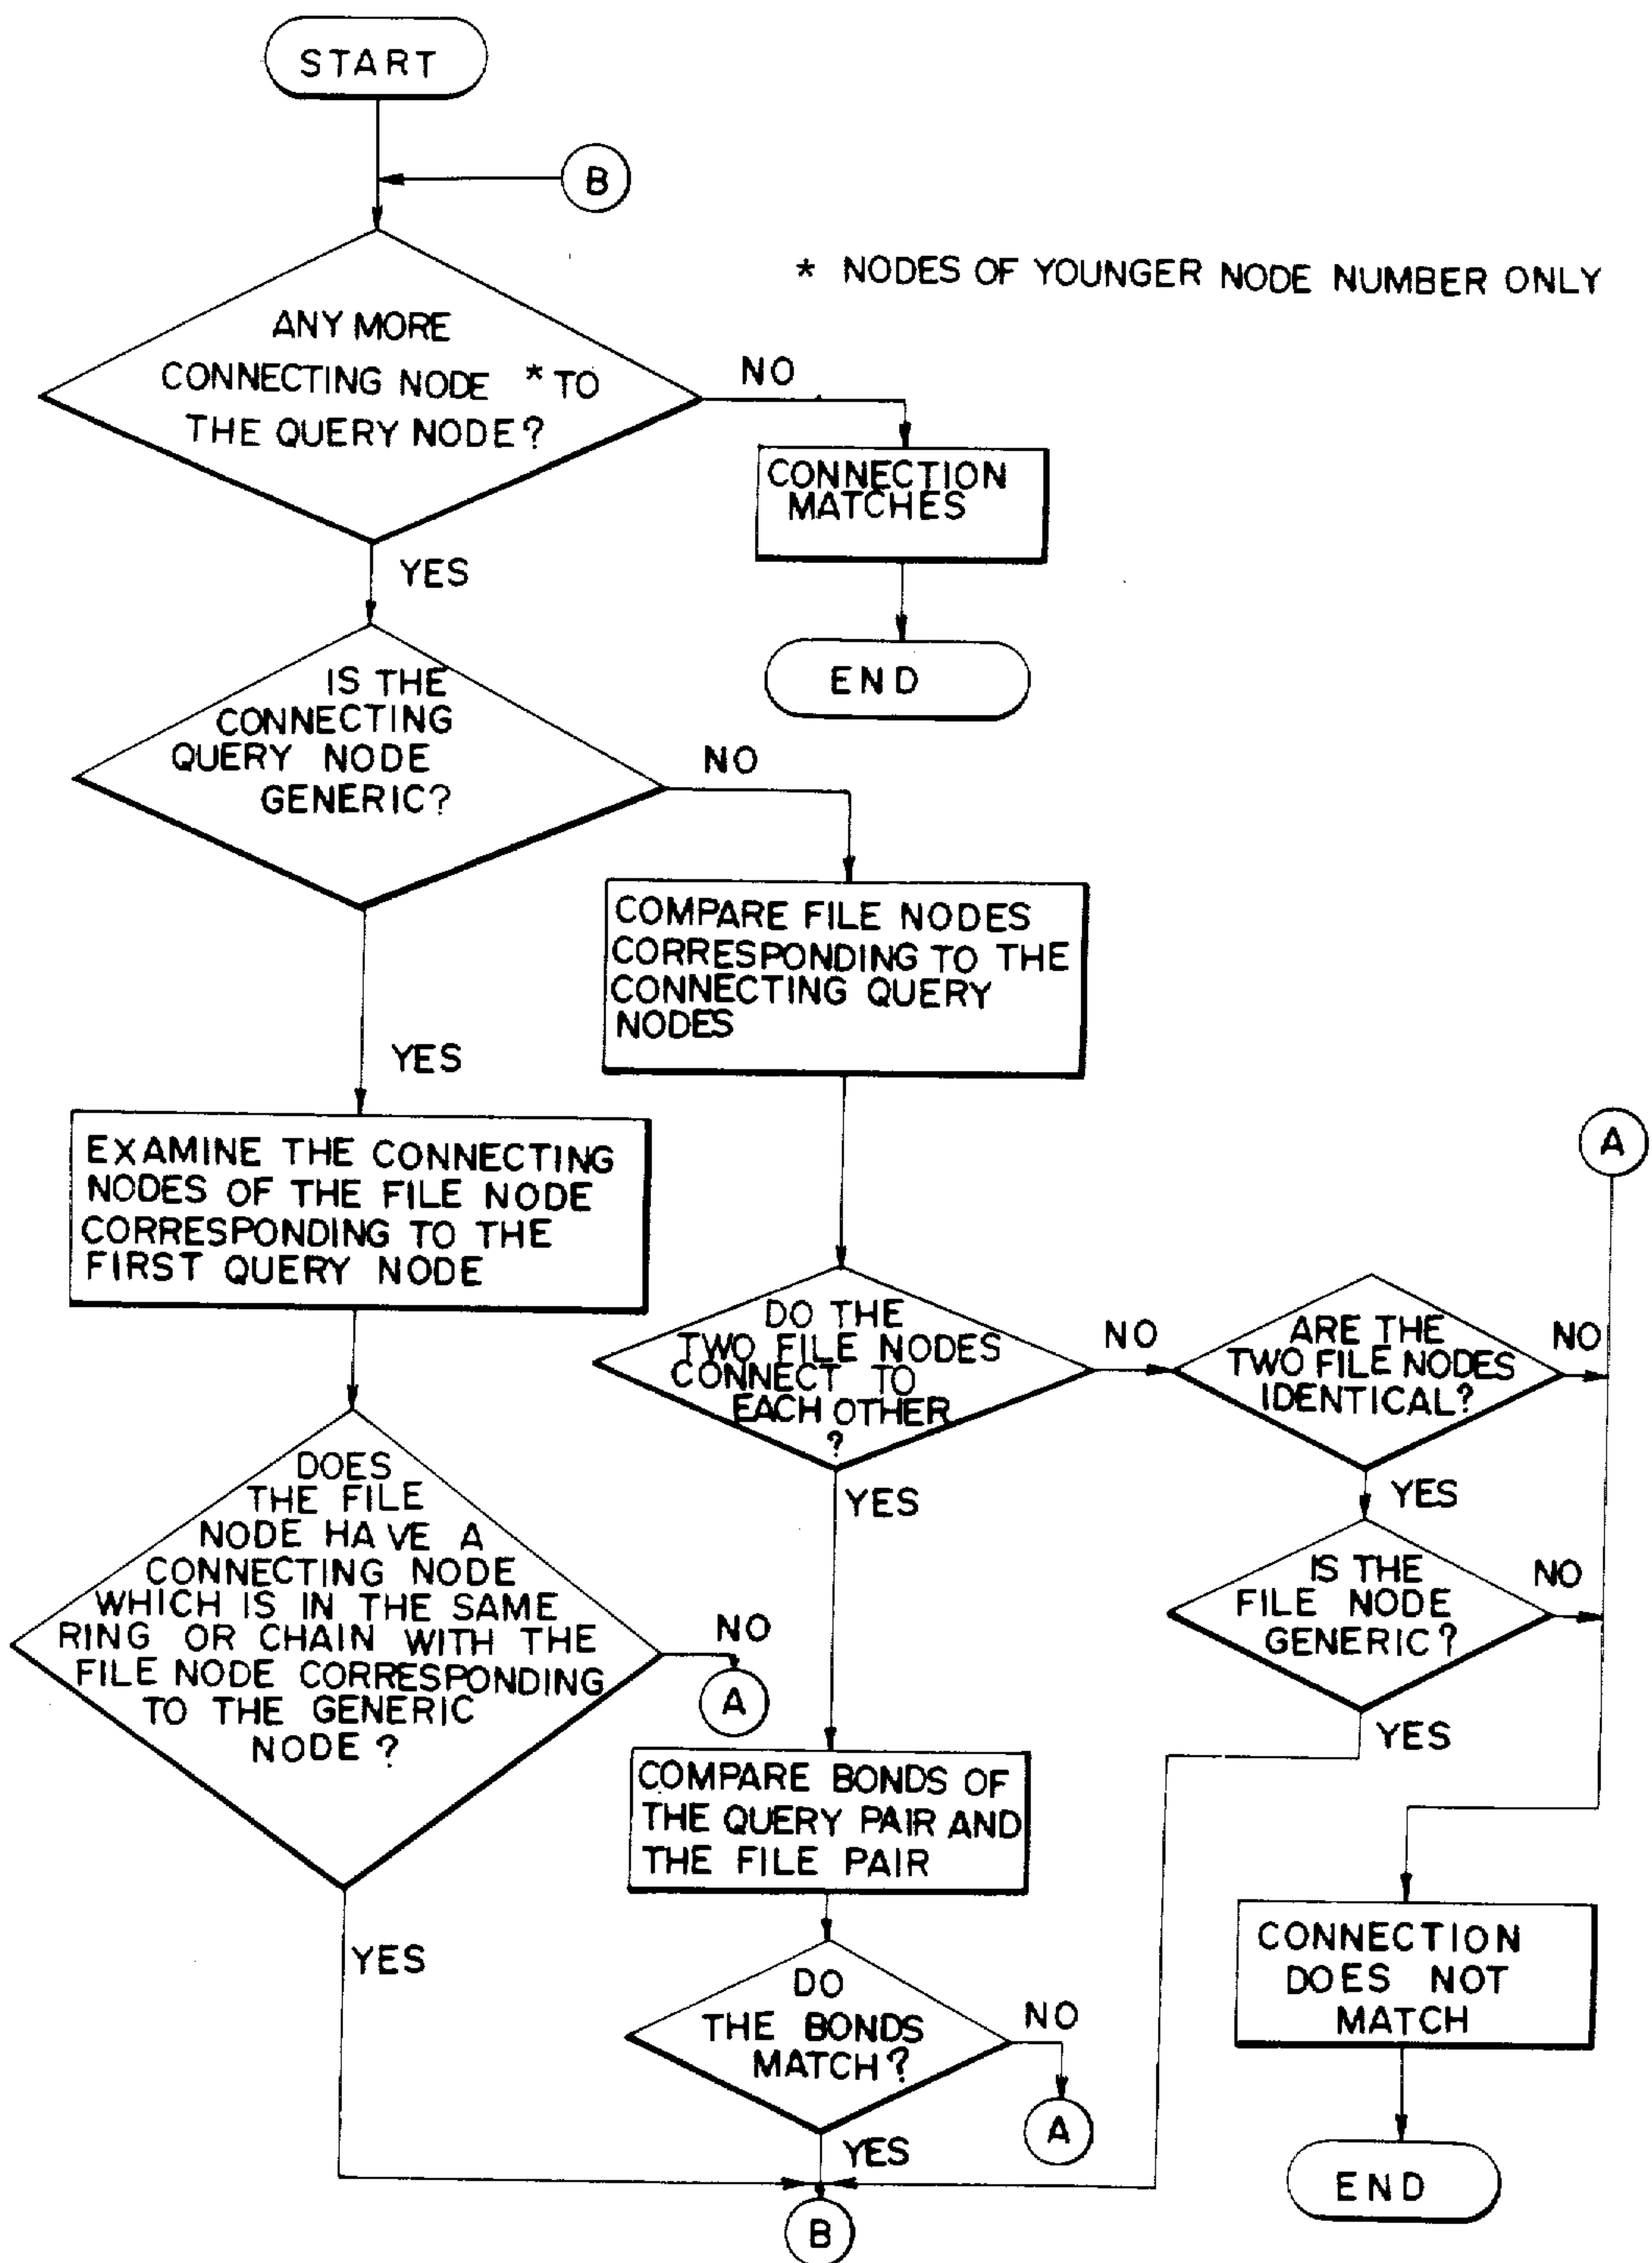 START
B
* NODES OF YOUNGER NODE NUMBER ONLY
ANY MORE
CONNECTING NODE * TO
THE QUERY NODE?
NO
CONNECTION
MATCHES
YES
END
IS THE
CONNECTING
QUERY NODE
GENERIC?
NO
COMPARE FILE NODES
CORRESPONDING TO THE
CONNECTING QUERY
NODES
YES
EXAMINE THE CONNECTING
NODES OF THE FILE NODE
CORRESPONDING TO THE
FIRST QUERY NODE
A
DO THE
TWO FILE NODES
CONNECT TO
EACH OTHER
?
NO
ARE THE
TWO FILE NODES
IDENTICAL?
NO
YES
YES
DOES
THE FILE
NODE HAVE A
CONNECTING NODE
WHICH IS IN THE SAME
RING OR CHAIN WITH THE
FILE NODE CORRESPONDING
TO THE GENERIC
NODE?
NO
A
IS THE
FILE NODE
GENERIC?
NO
YES
COMPARE BONDS OF
THE QUERY PAIR AND
THE FILE PAIR
YES
DO
THE BONDS
MATCH?
NO
A
YES
B
CONNECTION
DOES NOT
MATCH
END